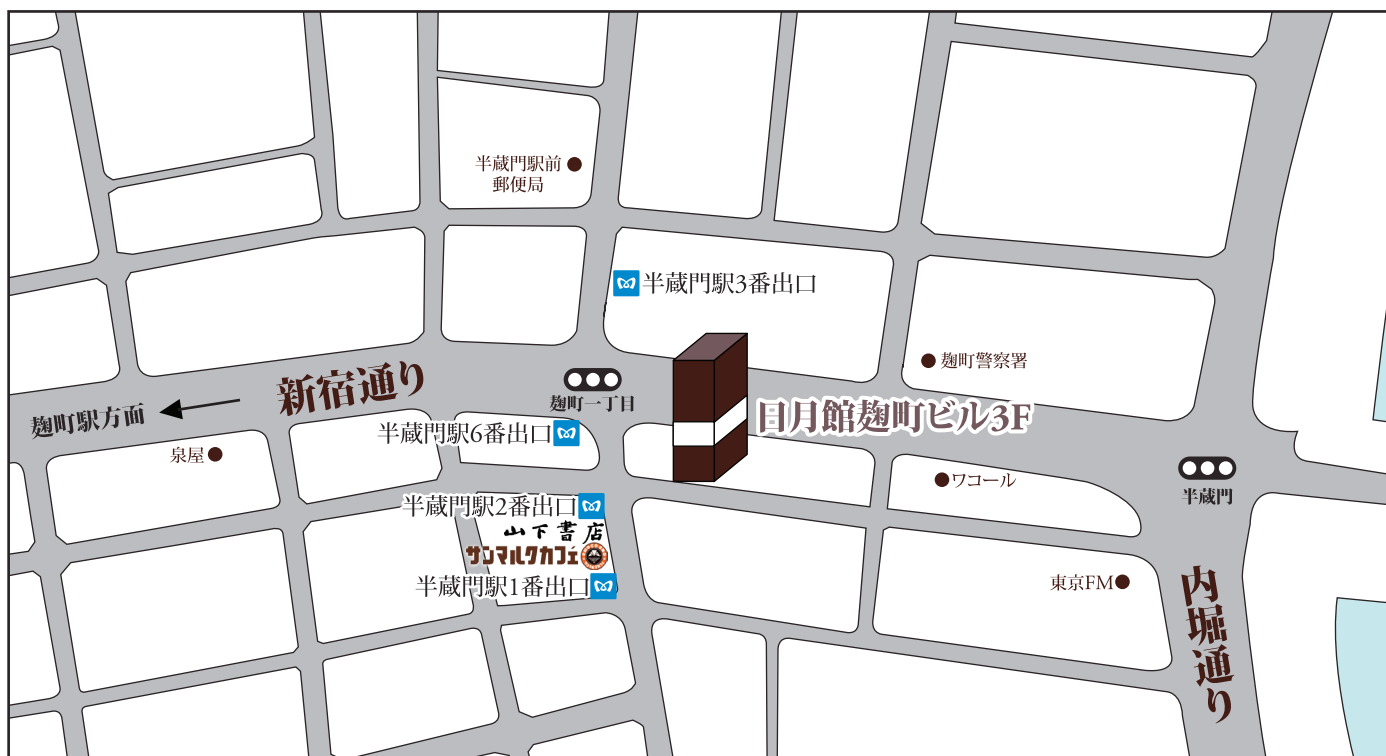 半蔵門駅前
郵便局
半蔵門駅3番出口
麹町警察署
新宿通り
麹町一丁目
麹町駅方面
日月館麹町ビル3F
半蔵門駅6番出口
泉屋
ワコール
半蔵門
半蔵門駅2番出口
山下書店
サンマルクカフェ
半蔵門駅1番出口
東京FM
内堀通り